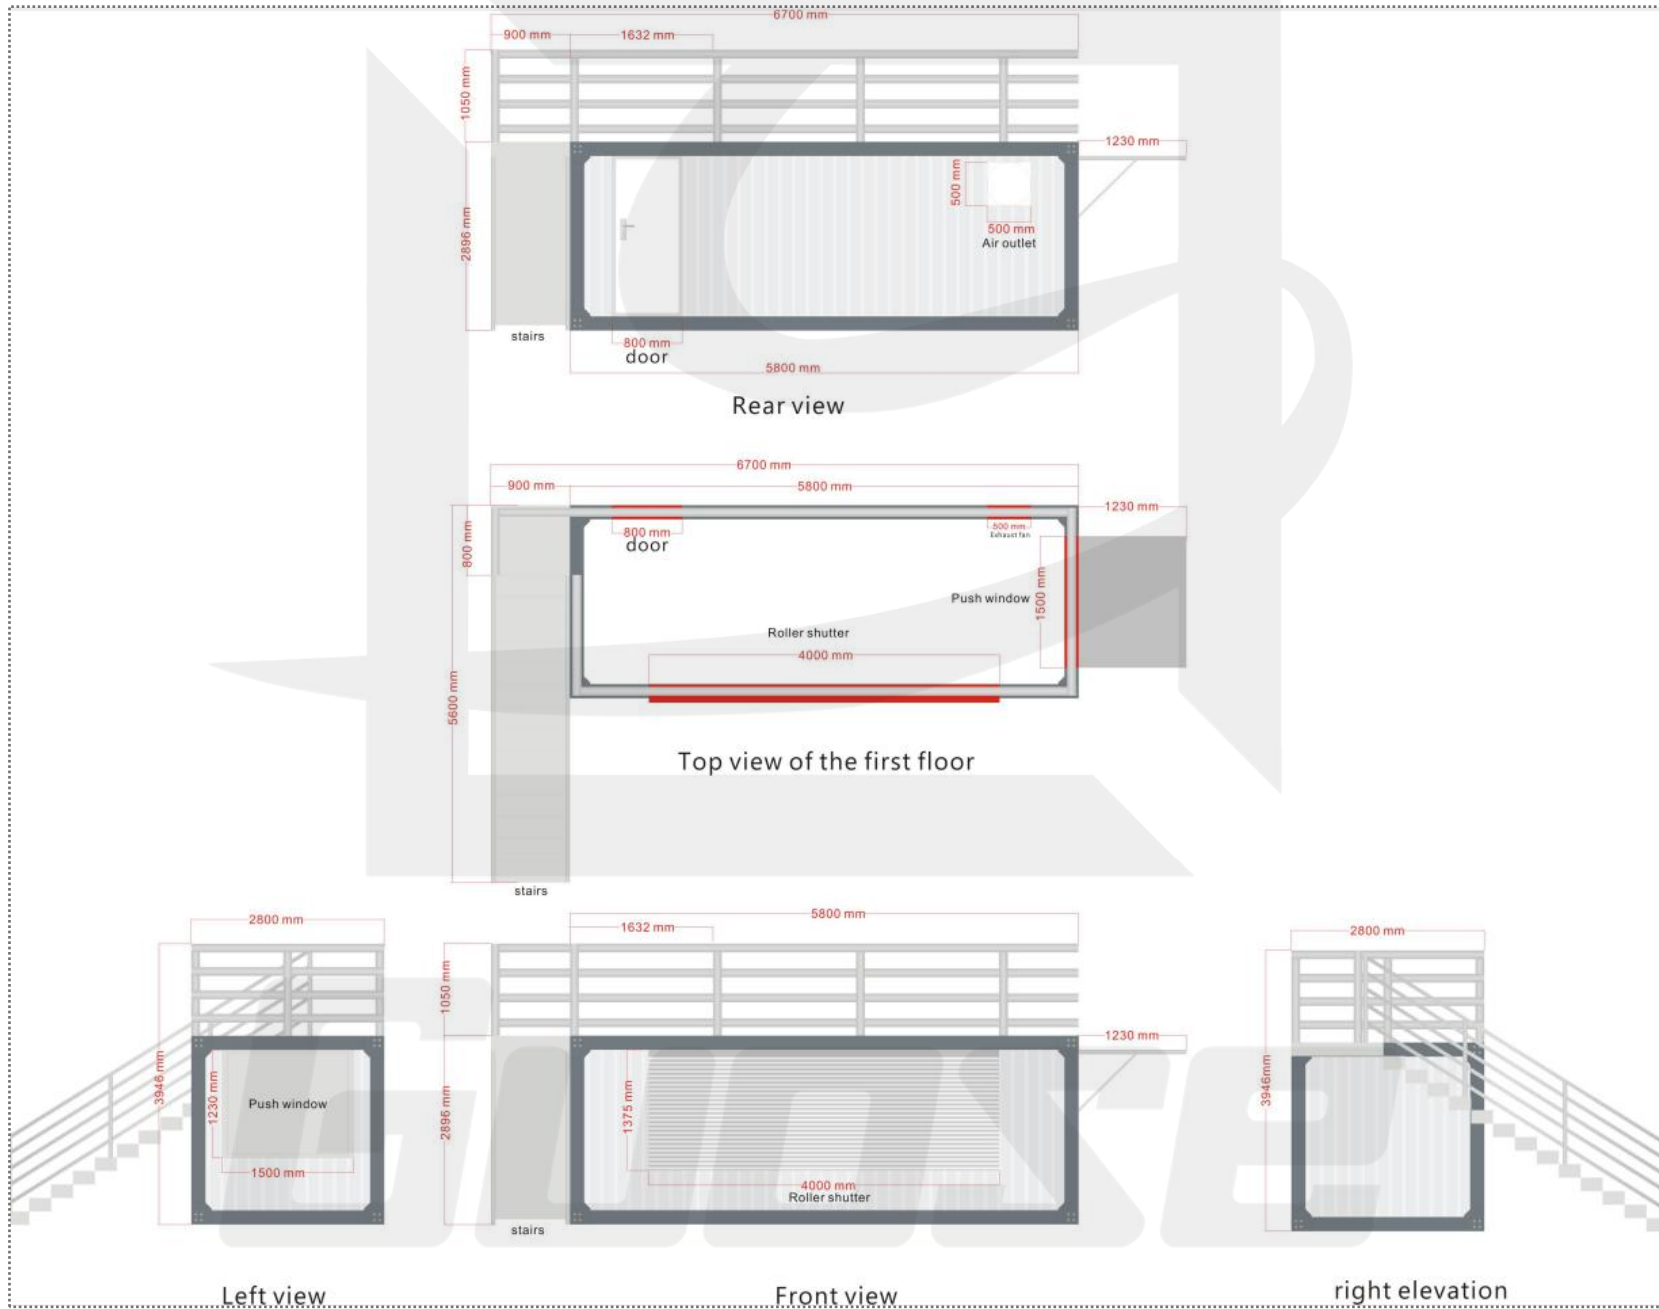 6700 mm
900 mm
1632 mm
1050 mm
1230 mm
500 mm
2896 mm
500 mm
Air outlet
stairs
800 mm
door
5800 mm
Rear view
6700 mm
900 mm
5800 mm
1230 mm
800 mm
800 mm
door
500 mm
Exhaust fan
1500 mm
Push window
Roller shutter
4000 mm
5600 mm
Top view of the first floor
stairs
2800 mm
3946 mm
1230 mm
Push window
1500 mm
Left view
5800 mm
1632 mm
1050 mm
1230 mm
2896 mm
1375 mm
4000 mm
Roller shutter
stairs
Front view
2800 mm
3946mm
right elevation